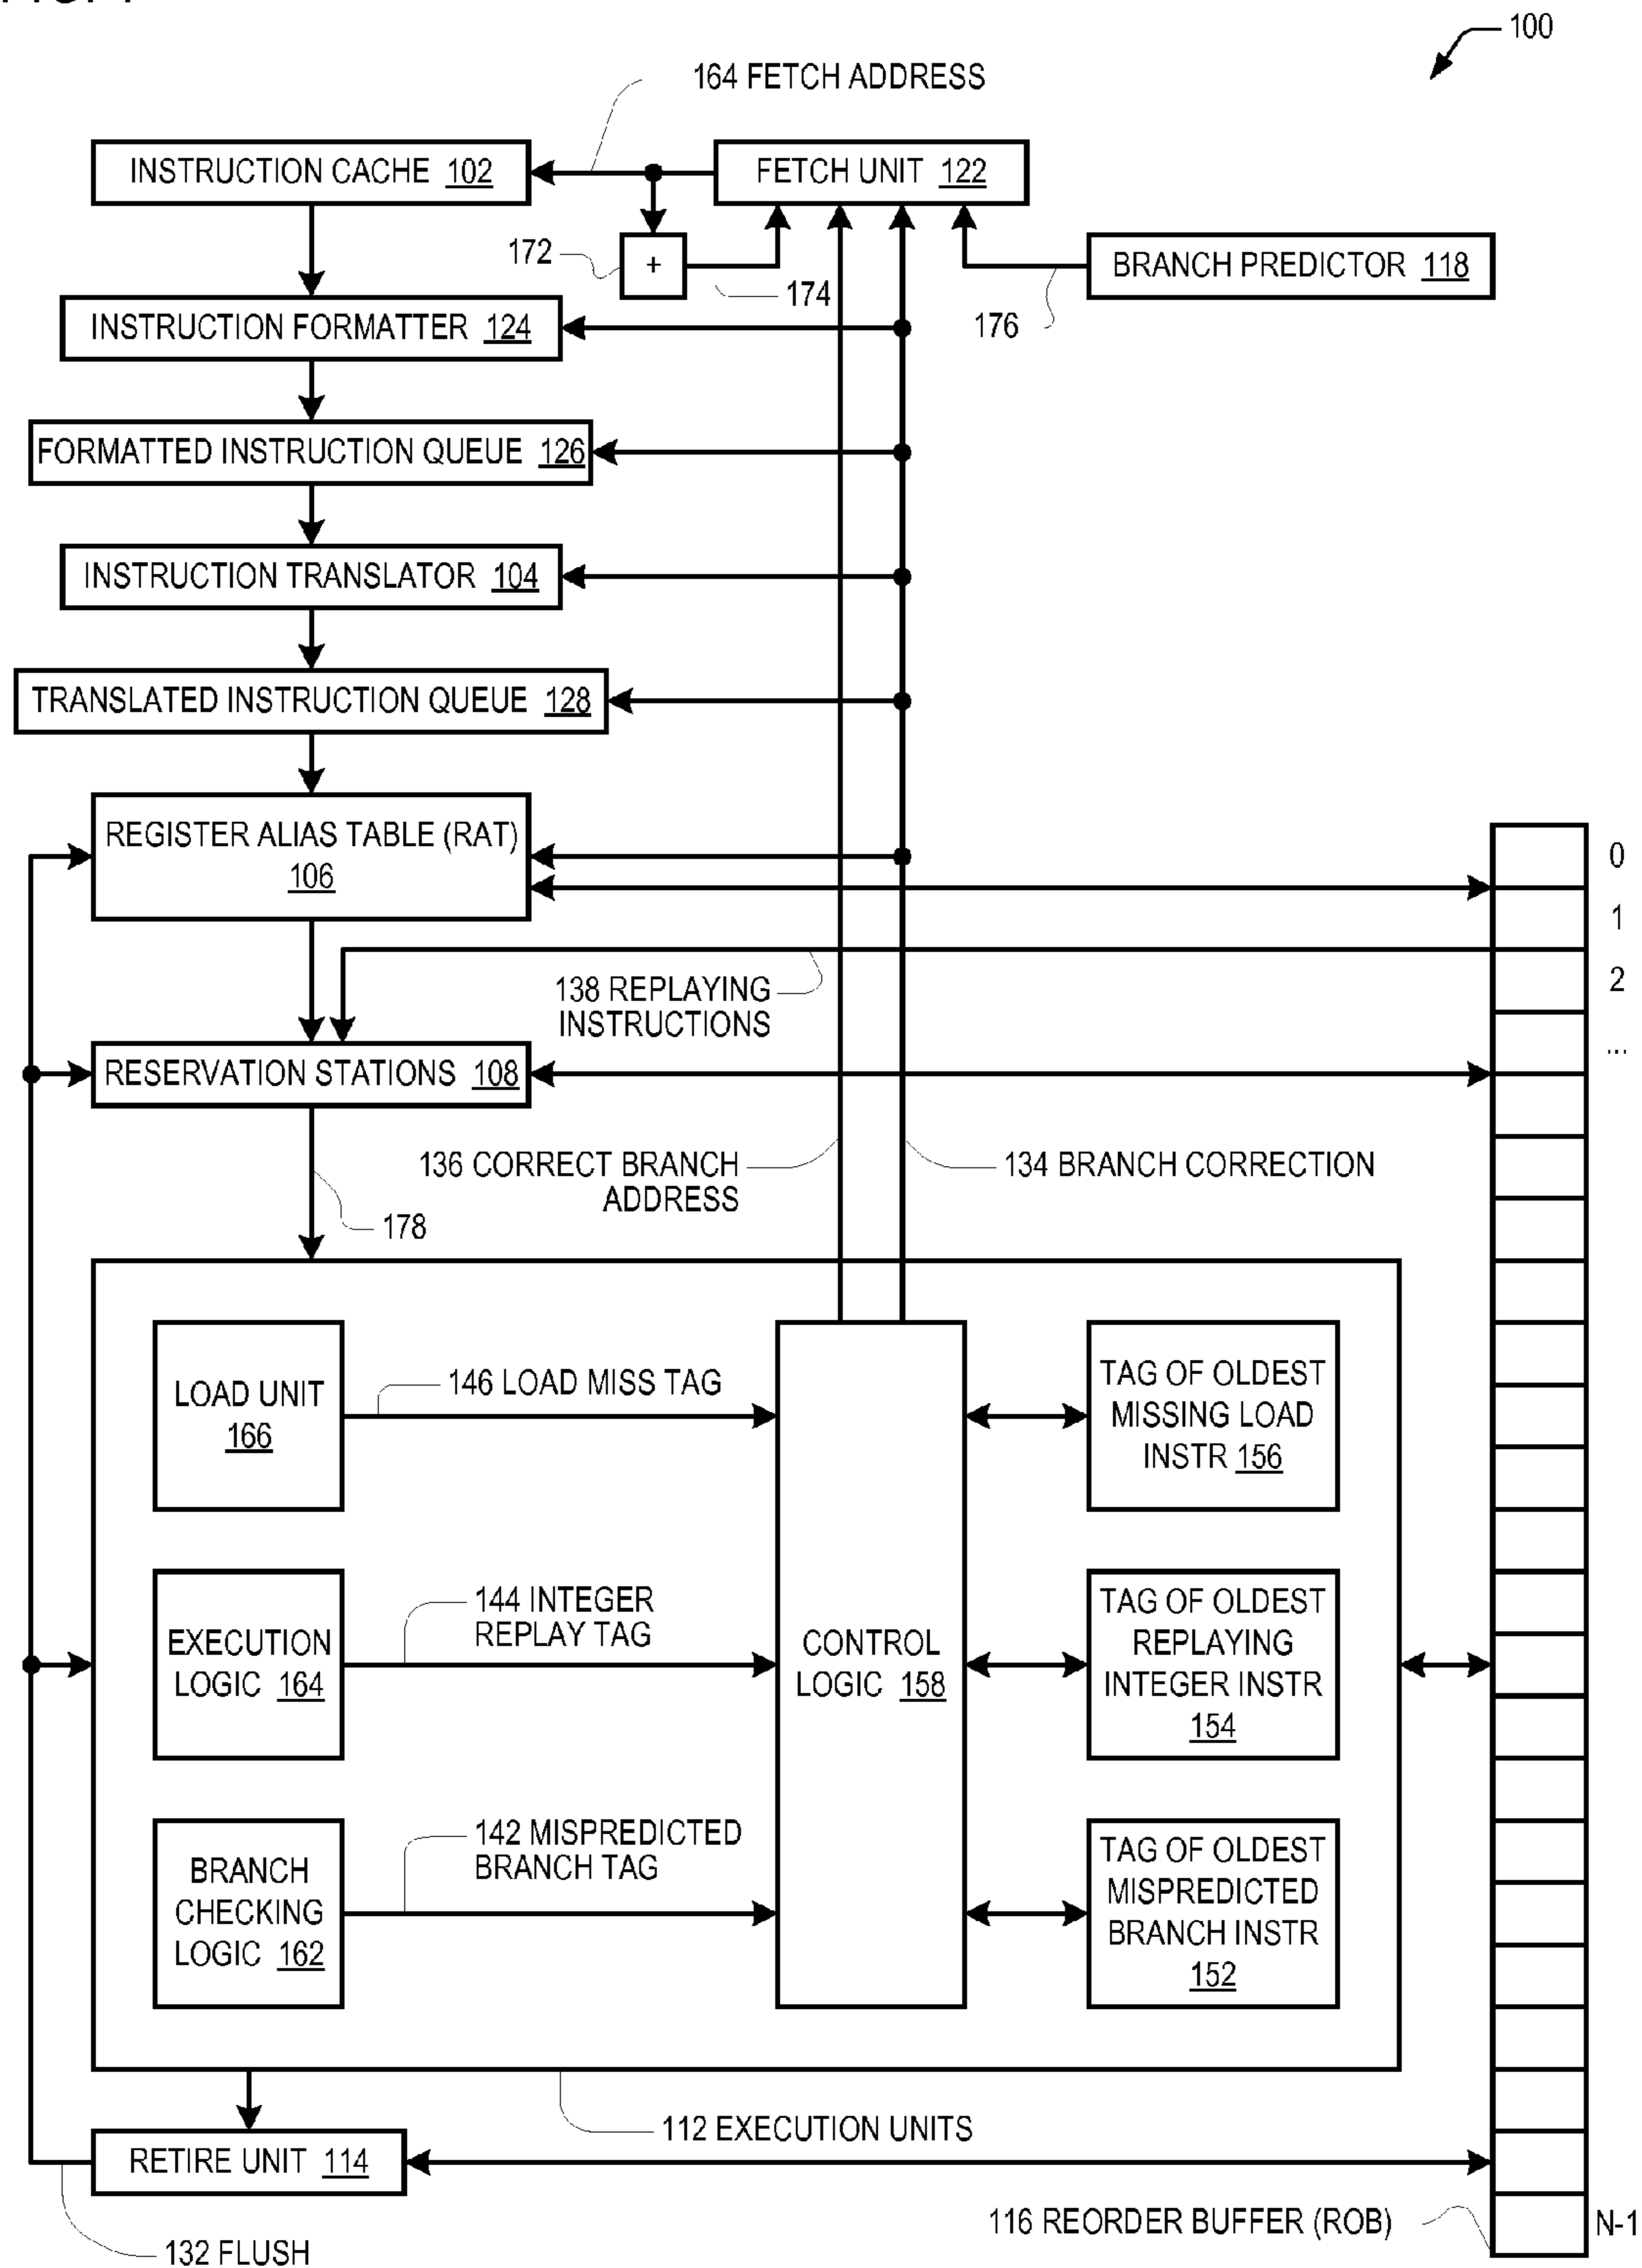 100
164 FETCH ADDRESS
INSTRUCTION CACHE 102
FETCH UNIT 122
172
+
174
BRANCH PREDICTOR 118
176
INSTRUCTION FORMATTER 124
FORMATTED INSTRUCTION QUEUE 126
INSTRUCTION TRANSLATOR 104
TRANSLATED INSTRUCTION QUEUE 128
REGISTER ALIAS TABLE (RAT)
106
0
1
2
...
138 REPLAYING
INSTRUCTIONS
RESERVATION STATIONS 108
136 CORRECT BRANCH
ADDRESS
134 BRANCH CORRECTION
178
LOAD UNIT
166
146 LOAD MISS TAG
TAG OF OLDEST
MISSING LOAD
INSTR 156
EXECUTION
LOGIC 164
144 INTEGER
REPLAY TAG
CONTROL
LOGIC 158
TAG OF OLDEST
REPLAYING
INTEGER INSTR
154
BRANCH
CHECKING
LOGIC 162
142 MISPREDICTED
BRANCH TAG
TAG OF OLDEST
MISPREDICTED
BRANCH INSTR
152
112 EXECUTION UNITS
RETIRE UNIT 114
132 FLUSH
116 REORDER BUFFER (ROB)
N-1